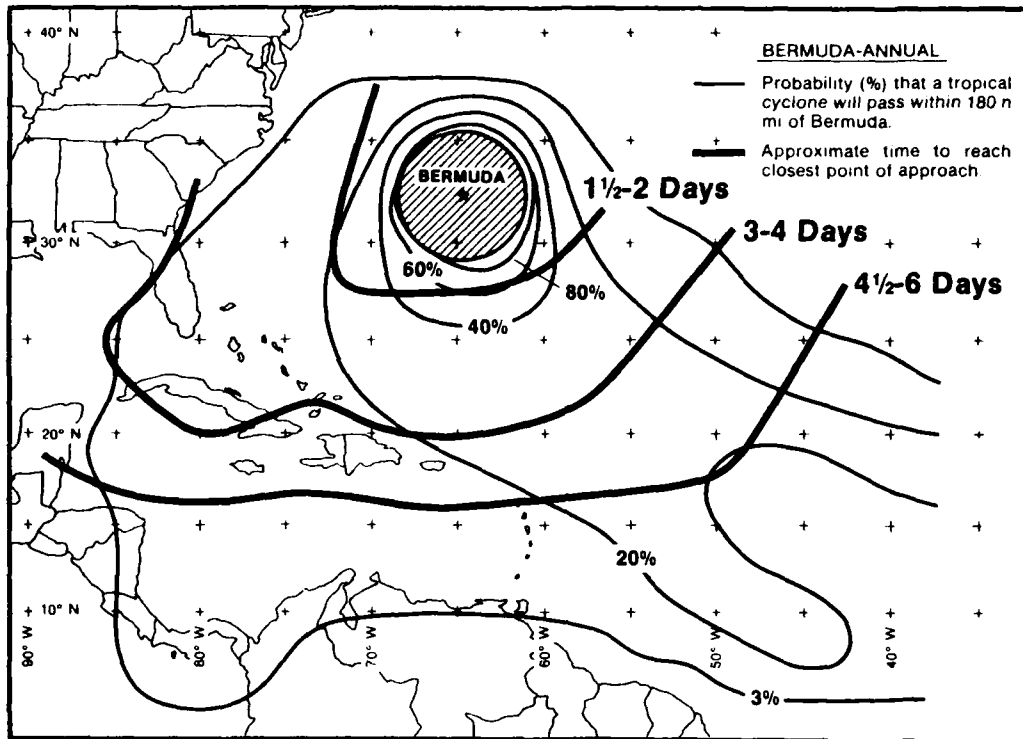 40° N
BERMUDA-ANNUAL
Probability (%) that a tropical
cyclone will pass within 180 n
mi of Bermuda.
Approximate time to reach
closest point of approach
BERMUDA
1½-2 Days
30° N
3-4 Days
60%
80%
4½-6 Days
40%
20° N
20%
10° N
90° W
80° W
70° W
60° W
50° W
40° W
3%